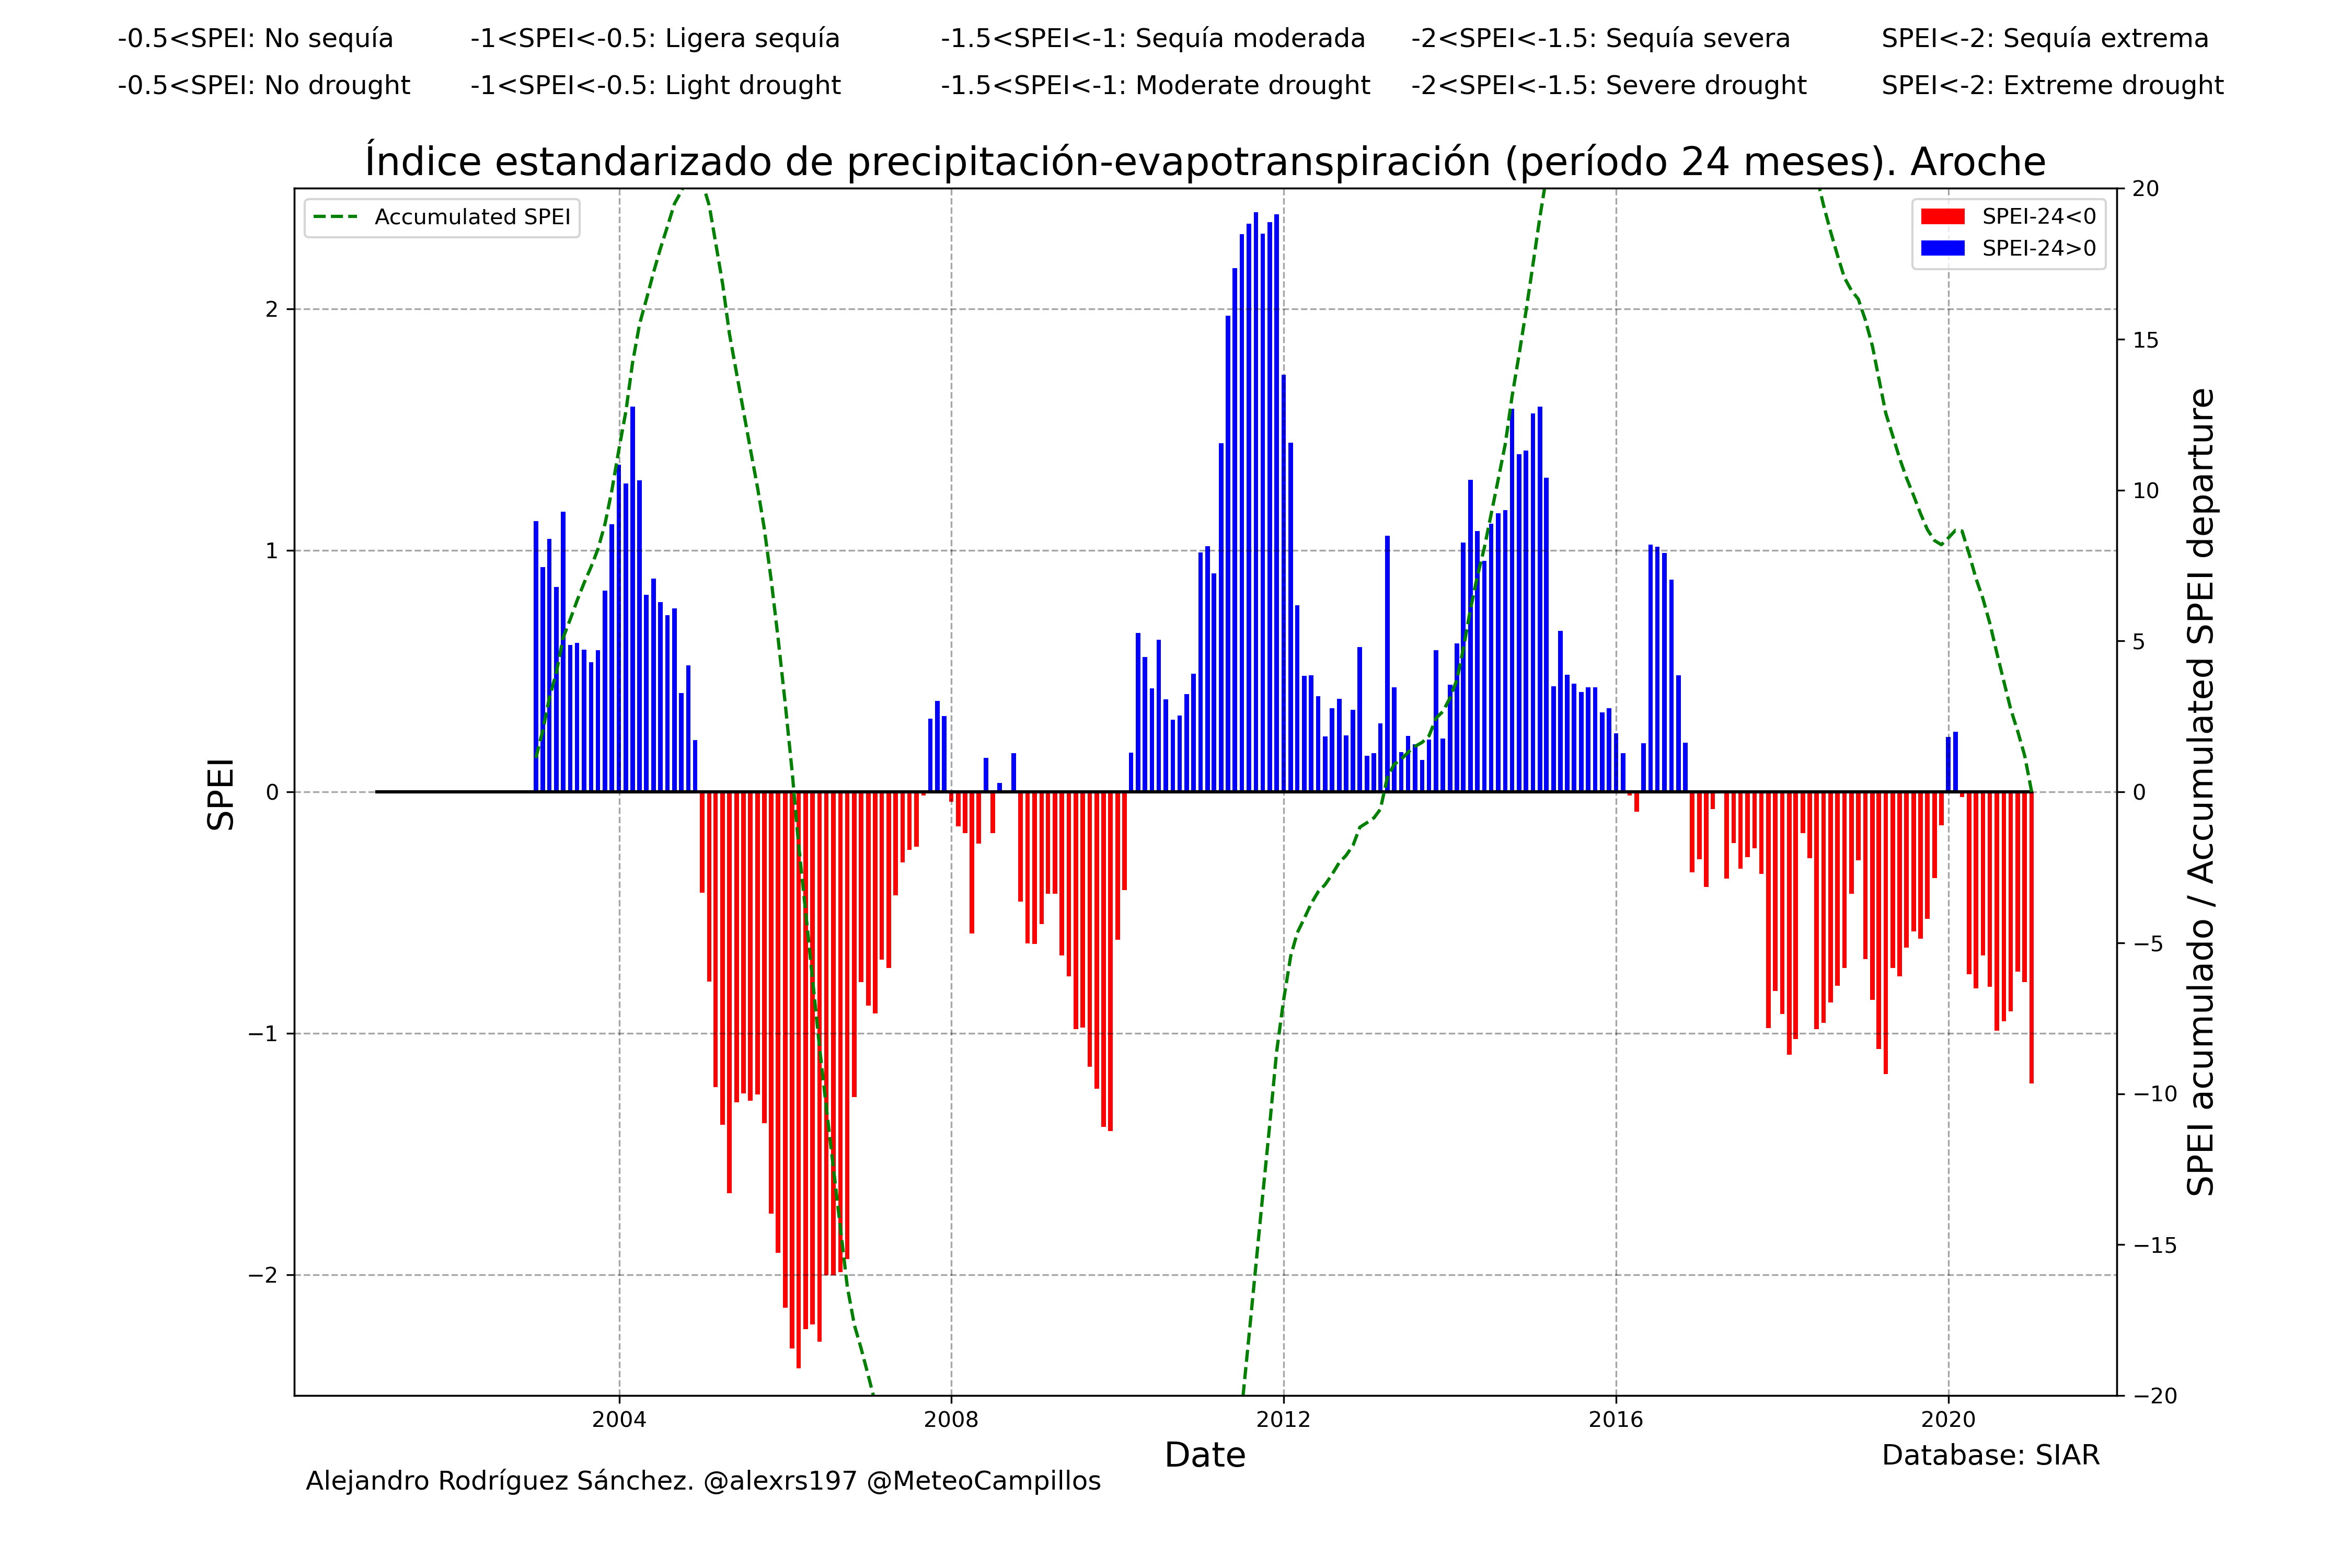 -0.5<SPEI: No sequía -1<SPEI<-0.5: Ligera sequía -1.5<SPEI<-1: Sequía moderada -2<SPEI<-1.5: Sequía severa SPEI<-2: Sequía extrema
-0.5<SPEI: No drought -1<SPEI<-0.5: Light drought -1.5<SPEI<-1: Moderate drought -2<SPEI<-1.5: Severe drought SPEI<-2: Extreme drought
Índice estandarizado de precipitación-evapotranspiración (período 24 meses). Aroche
Accumulated SPEI
SPEI-24<0
SPEI-24>0
SPEI
2
1
0
−1
−2
20
15
10
5
0
−5
−10
−15
−20
SPEI acumulado / Accumulated SPEI departure
2004 2008 2012 2016 2020
Date
Database: SIAR
Alejandro Rodríguez Sánchez. @alexrs197 @MeteoCampillos